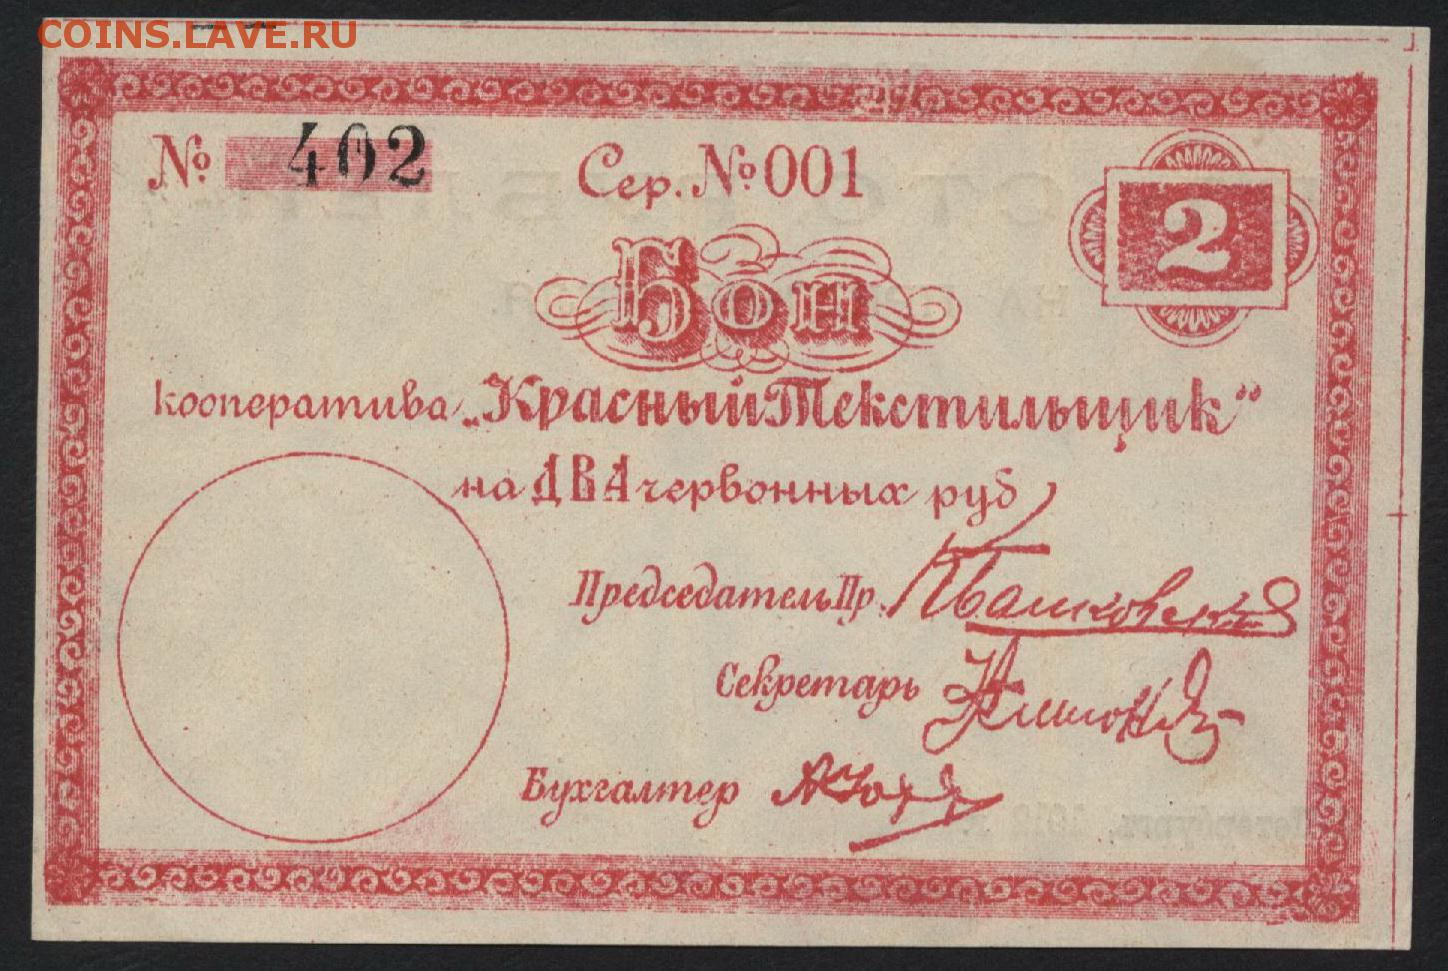 COINS.LAVE.RU
№ 402
Сер. № 001
2
Бон
кооператива „Красный Текстильщик“
на ДВА червонных руб
Председатель Пр.
Секретарь
Бухгалтер